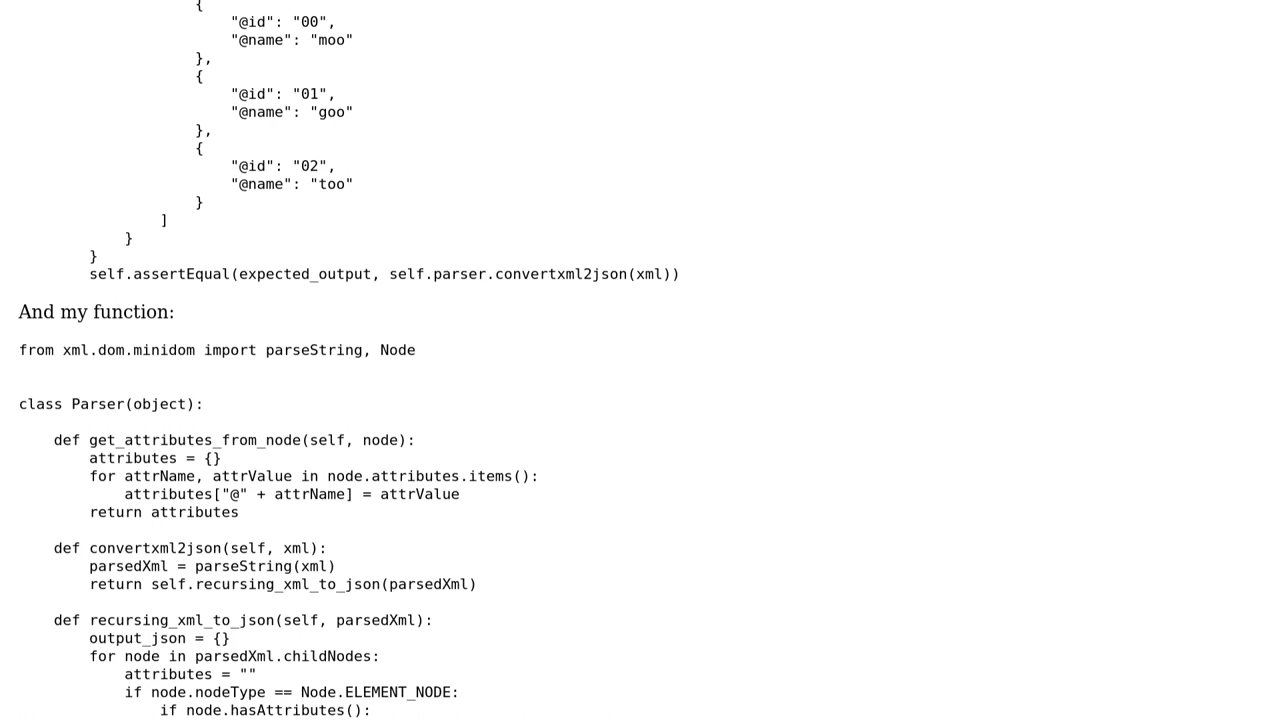 {
"@id": "00",
"@name": "moo"
},
{
"@id": "01",
"@name": "goo"
},
{
"@id": "02",
"@name": "too"
}
]
}
}
self.assertEqual(expected_output, self.parser.convertxml2json(xml))
And my function:
from xml.dom.minidom import parseString, Node
class Parser(object):
def get_attributes_from_node(self, node):
attributes = {}
for attrName, attrValue in node.attributes.items():
attributes["@" + attrName] = attrValue
return attributes
def convertxml2json(self, xml):
parsedXml = parseString(xml)
return self.recursing_xml_to_json(parsedXml)
def recursing_xml_to_json(self, parsedXml):
output_json = {}
for node in parsedXml.childNodes:
attributes = ""
if node.nodeType == Node.ELEMENT_NODE:
if node.hasAttributes():